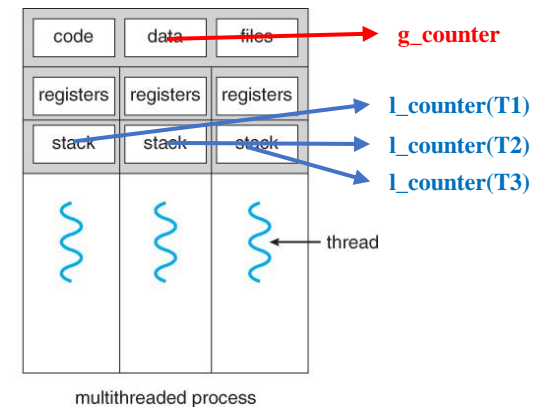 code data files g_counter
registers registers registers
l_counter(T1)
stack stack stack l_counter(T2)
l_counter(T3)
thread
multithreaded process